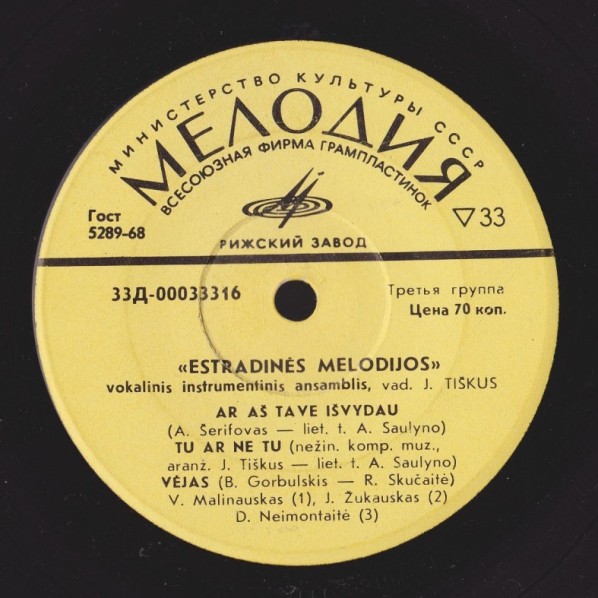 МИНИСТЕРСТВО КУЛЬТУРЫ СССР
МЕЛОДИЯ
ВСЕСОЮЗНАЯ ФИРМА ГРАМПЛАСТИНОК
Гост
5289-68
▽33
РИЖСКИЙ ЗАВОД
33Д-00033316
Третья группа
Цена 70 коп.
«ESTRADINĖS MELODIJOS»
vokalinis instrumentinis ansamblis, vad. J. TIŠKUS
AR AŠ TAVE IŠVYDAU
(A. Šerifovas — liet. t. A. Saulyno)
TU AR NE TU (nežin. komp. muz.,
aranž. J. Tiškus — liet. t. A. Saulyno)
VĖJAS (B. Gorbulskis — R. Skučaitė)
V. Malinauskas (1), J. Žukauskas (2)
D. Neimontaitė (3)